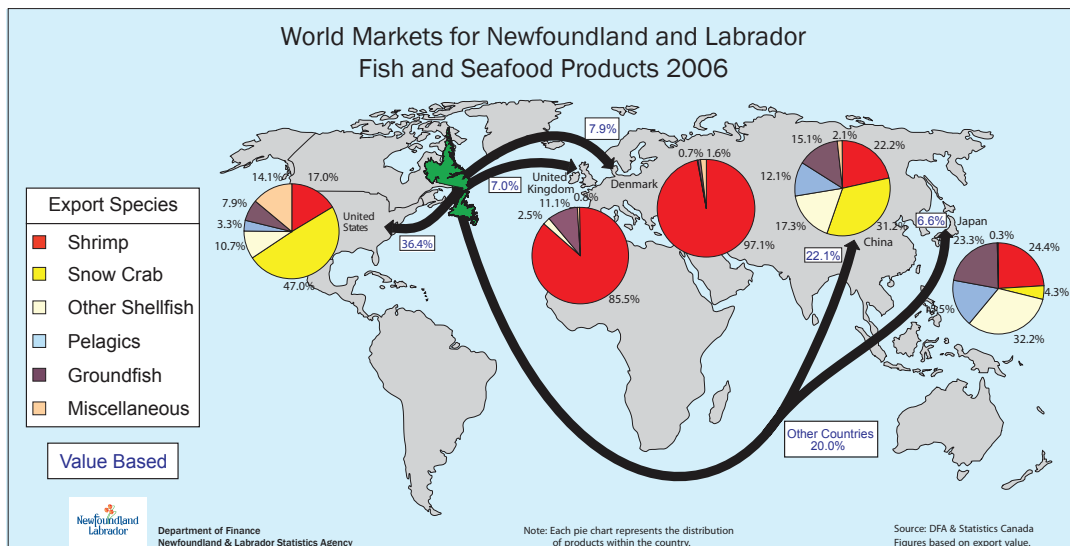 World Markets for Newfoundland and Labrador
Fish and Seafood Products 2006
Export Species
Shrimp
Snow Crab
Other Shellfish
Pelagics
Groundfish
Miscellaneous
Value Based
14.1%
17.0%
7.9%
3.3%
10.7%
47.0%
United
States
36.4%
7.9%
7.0%
United
Kingdom
Denmark
0.8%
11.1%
2.5%
85.5%
0.7%
1.6%
97.1%
15.1%
2.1%
22.2%
12.1%
17.3%
31.2%
China
22.1%
6.6%
Japan
23.3%
0.3%
24.4%
4.3%
32.2%
Other Countries
20.0%
Newfoundland
Labrador
Department of Finance
Newfoundland & Labrador Statistics Agency
Note: Each pie chart represents the distribution
of products within the country.
Source: DFA & Statistics Canada
Figures based on export value.